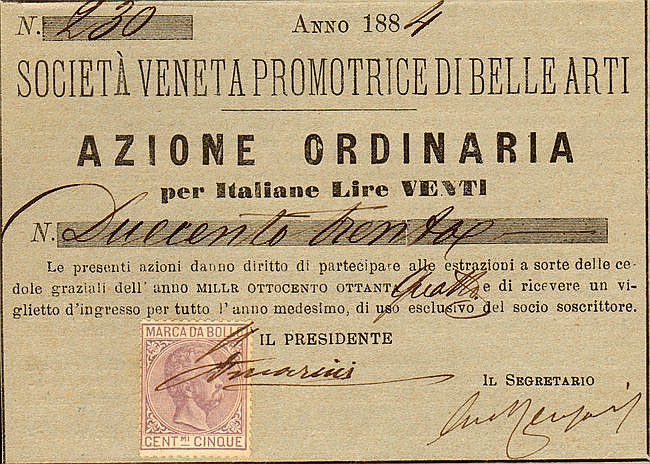 N. 230 ANNO 1884
SOCIETÀ VENETA PROMOTRICE DI BELLE ARTI
AZIONE ORDINARIA
per Italiane Lire VENTI
N. Duecento trenta
Le presenti azioni danno diritto di partecipare alle estrazioni a sorte delle ce-
dole graziali dell' anno MILLR OTTOCENTO OTTANTA quattro e di ricevere un vi-
glietto d'ingresso per tutto l'anno medesimo, di uso esclusivo del socio soscrittore.
MARCA DA BOLLO
IL PRESIDENTE
IL SEGRETARIO
CENT.MI CINQUE